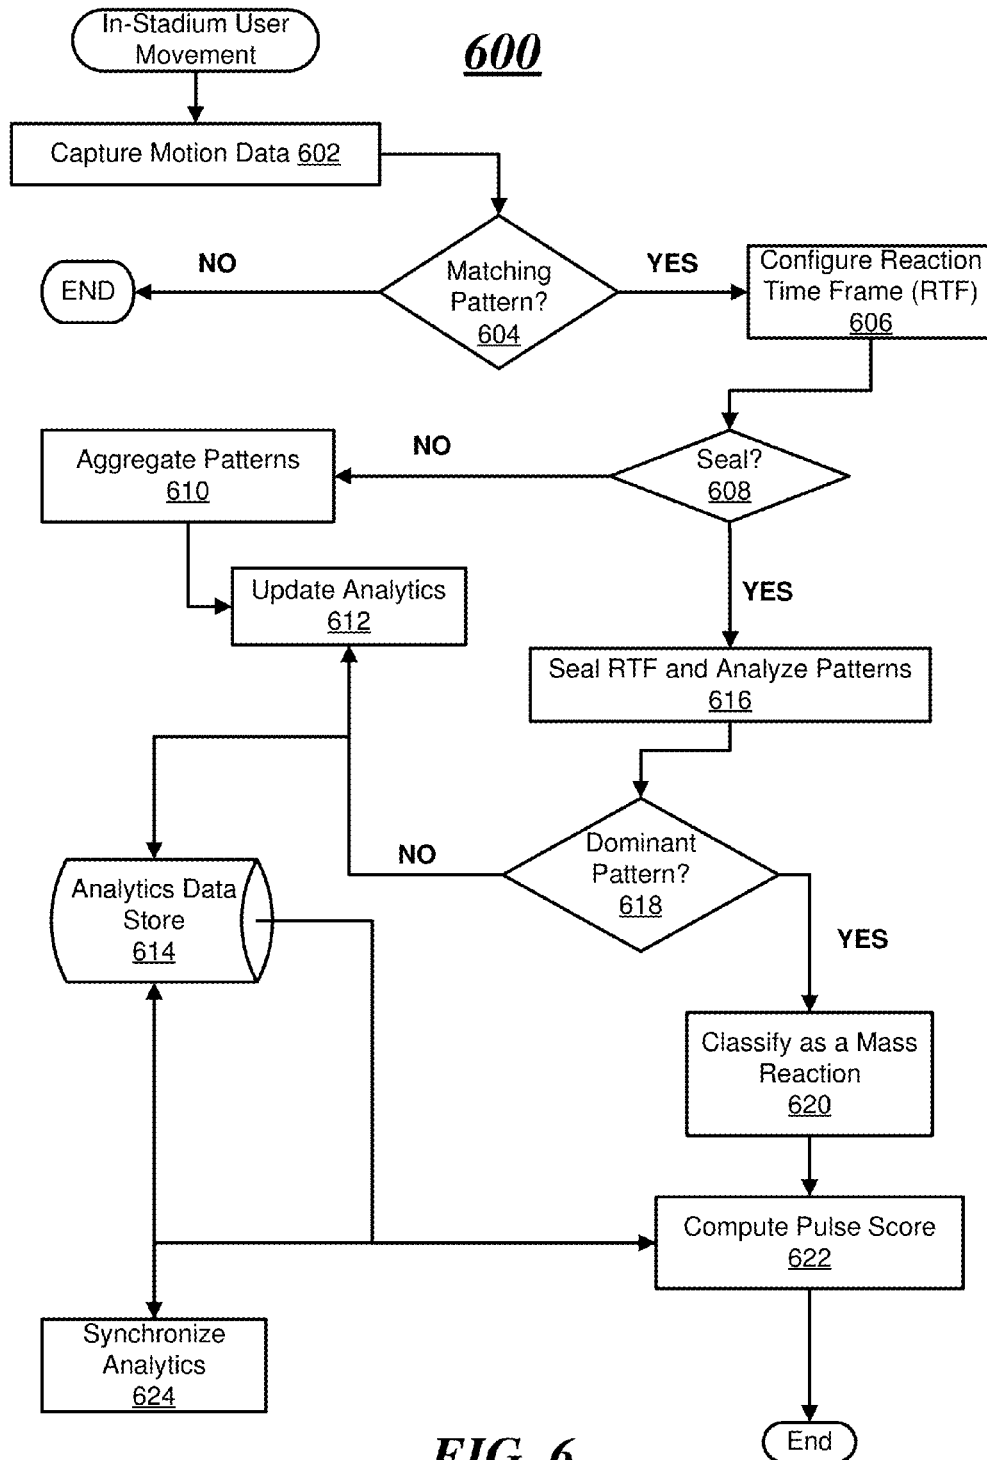 In-Stadium User
Movement
600
Capture Motion Data 602
NO
YES
END
Matching
Pattern?
604
Configure Reaction
Time Frame (RTF)
606
NO
Aggregate Patterns
610
Seal?
608
YES
Update Analytics
612
Seal RTF and Analyze Patterns
616
NO
Dominant
Pattern?
618
YES
Analytics Data
Store
614
Classify as a Mass
Reaction
620
Compute Pulse Score
622
Synchronize
Analytics
624
End
FIG. 6